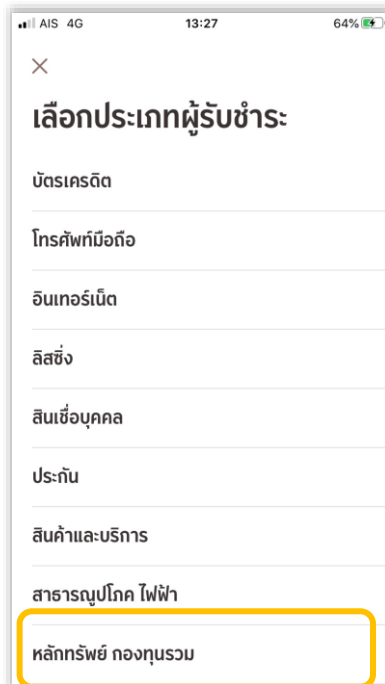 AIS 4G 13:27 64%
เลือกประเภทผู้รับชำระ
บัตรเครดิต
โทรศัพท์มือถือ
อินเทอร์เน็ต
ลิสซิ่ง
สินเชื่อบุคคล
ประกัน
สินค้าและบริการ
สาธารณูปโภค ไฟฟ้า
หลักทรัพย์ กองทุนรวม